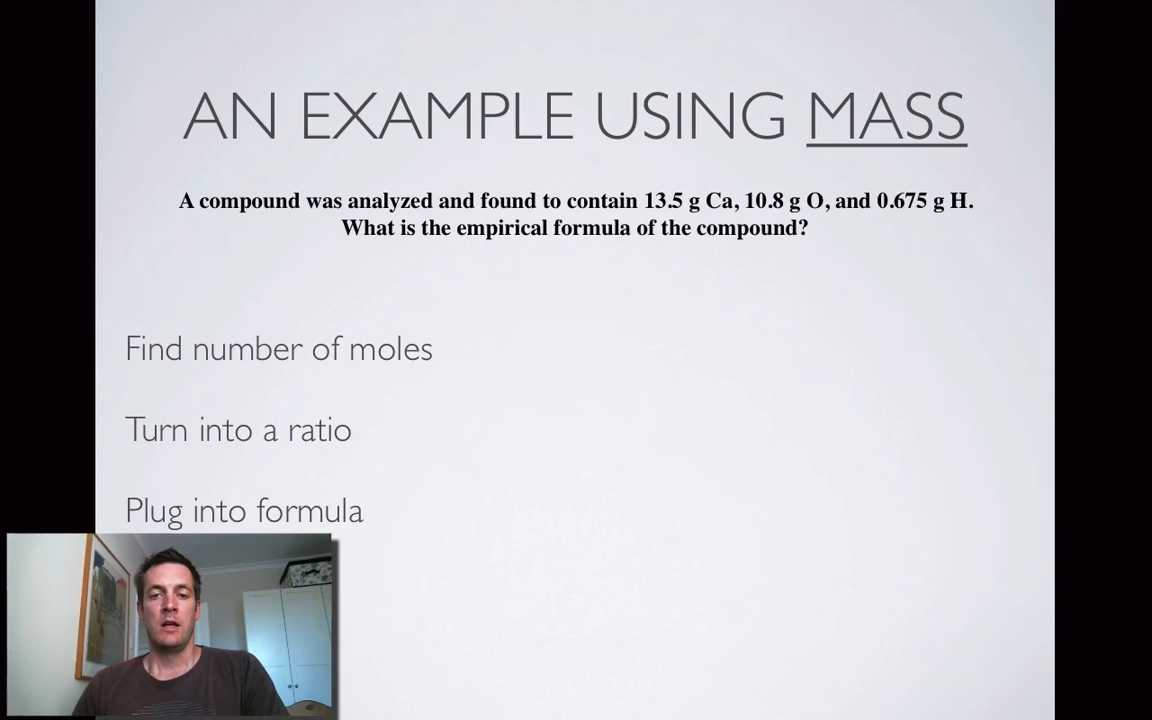 AN EXAMPLE USING MASS
A compound was analyzed and found to contain 13.5 g Ca, 10.8 g O, and 0.675 g H.
What is the empirical formula of the compound?
Find number of moles
Turn into a ratio
Plug into formula